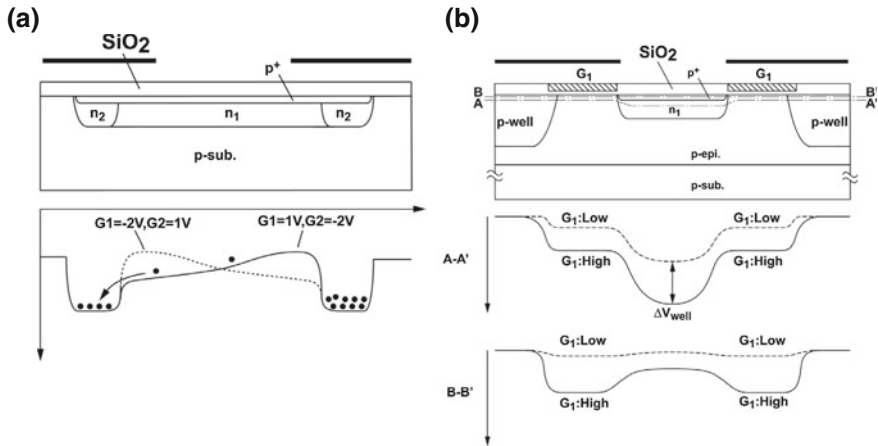 (a)
SiO2
p+
n2
n1
n2
p-sub.
G1=-2V,G2=1V
G1=1V,G2=-2V
(b)
SiO2
G1
p+
G1
B
B'
A
A'
p-well
n1
p-well
p-epi.
p-sub.
G1:Low
G1:Low
A-A'
G1:High
G1:High
ΔVwell
G1:Low
G1:Low
B-B'
G1:High
G1:High